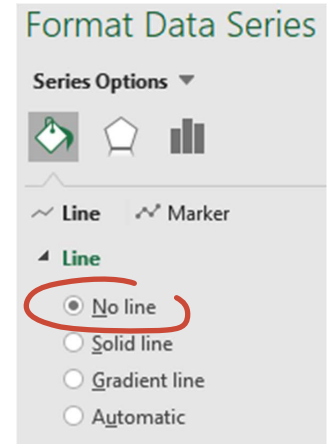 Format Data Series
Series Options
Line Marker
Line
No line
Solid line
Gradient line
Automatic